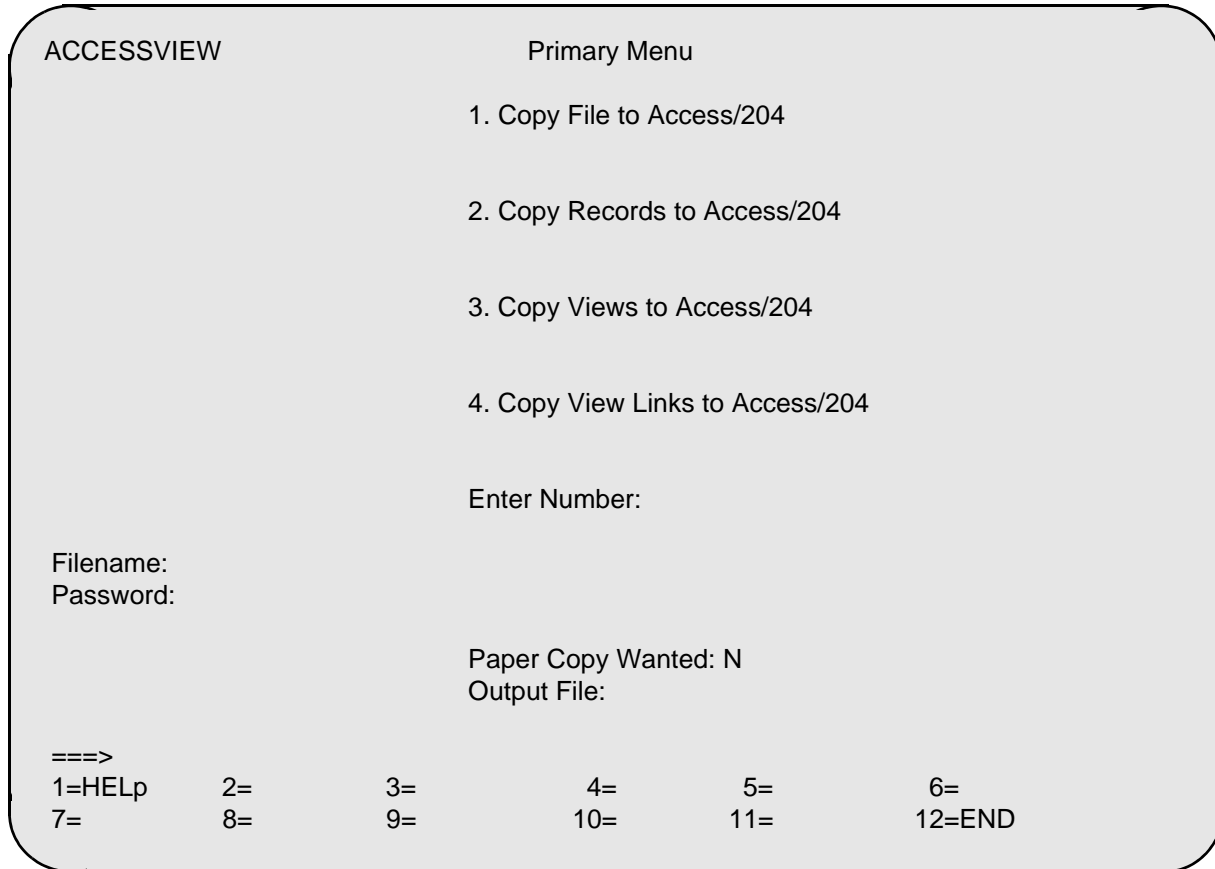 ACCESSVIEW Primary Menu
1. Copy File to Access/204
2. Copy Records to Access/204
3. Copy Views to Access/204
4. Copy View Links to Access/204
Enter Number:
Filename:
Password:
Paper Copy Wanted: N
Output File:
===>
1=HELp 2= 3= 4= 5= 6=
7= 8= 9= 10= 11= 12=END